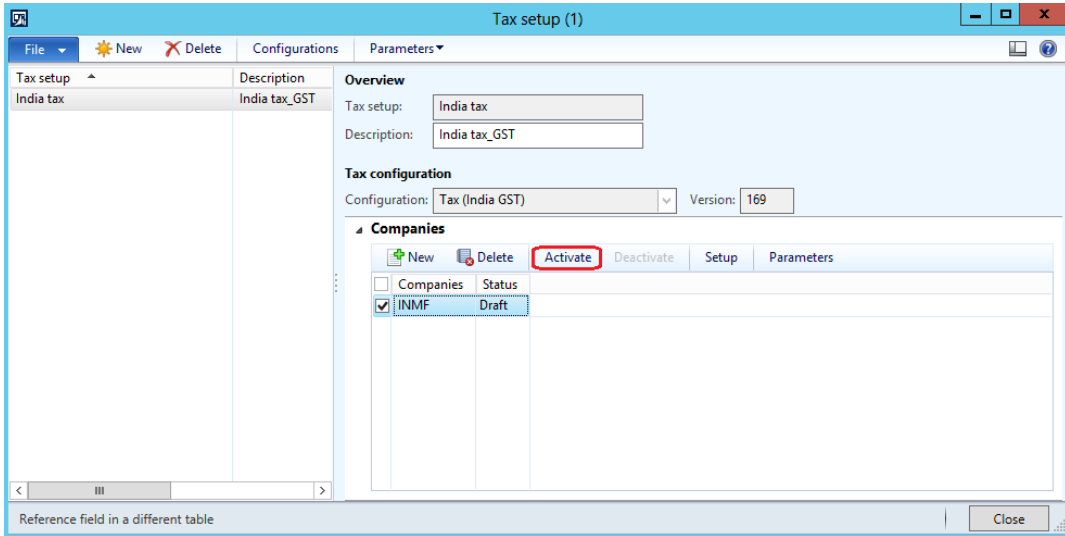 Tax setup (1)
File New Delete Configurations Parameters
Tax setup Description
India tax India tax_GST
Overview
Tax setup: India tax
Description: India tax_GST
Tax configuration
Configuration: Tax (India GST) Version: 169
Companies
New Delete Activate Deactivate Setup Parameters
Companies Status
INMF Draft
Reference field in a different table Close